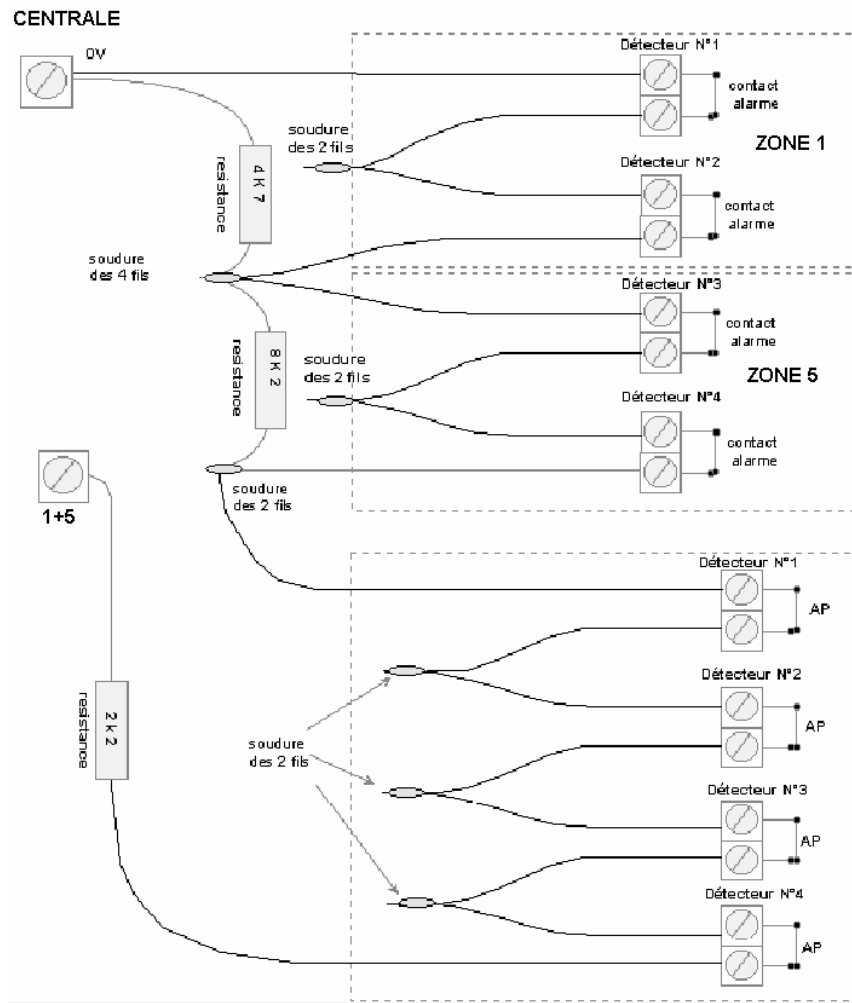 CENTRALE
0V
Détecteur N°1
contact
alarme
soudure
des 2 fils
ZONE 1
4 K 7
resistance
Détecteur N°2
contact
alarme
soudure
des 4 fils
Détecteur N°3
contact
alarme
8 K 2
resistance
soudure
des 2 fils
ZONE 5
Détecteur N°4
contact
alarme
soudure
des 2 fils
1+5
Détecteur N°1
AP
Détecteur N°2
AP
2 k 2
resistance
soudure
des 2 fils
Détecteur N°3
AP
Détecteur N°4
AP